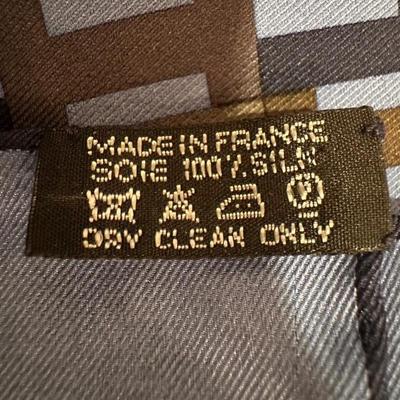 MADE IN FRANCE
SOIE 100% SILK
DRY CLEAN ONLY